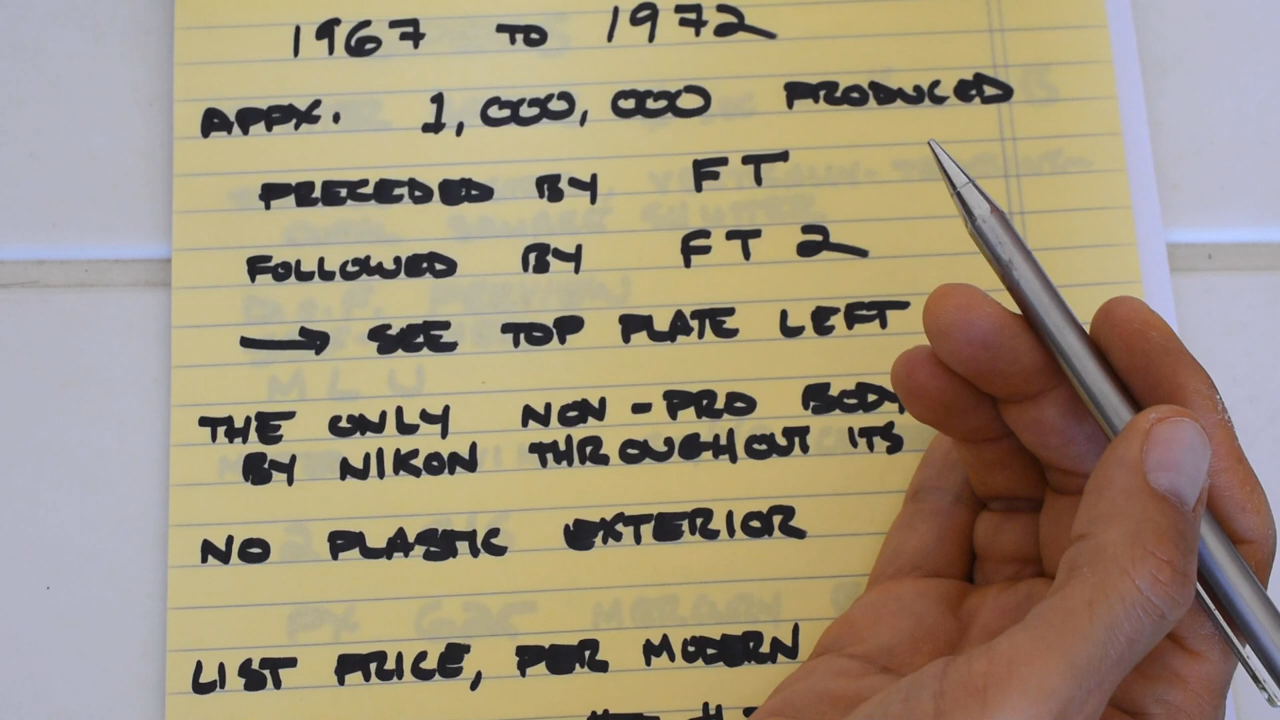 1967 TO 1972
APPX. 1,000,000 PRODUCED
PRECEDED BY FT
FOLLOWED BY FT 2
→ SEE TOP PLATE LEFT
THE ONLY NON-PRO BODY
BY NIKON THROUGHOUT ITS
NO PLASTIC EXTERIOR
LIST PRICE, PER MODERN